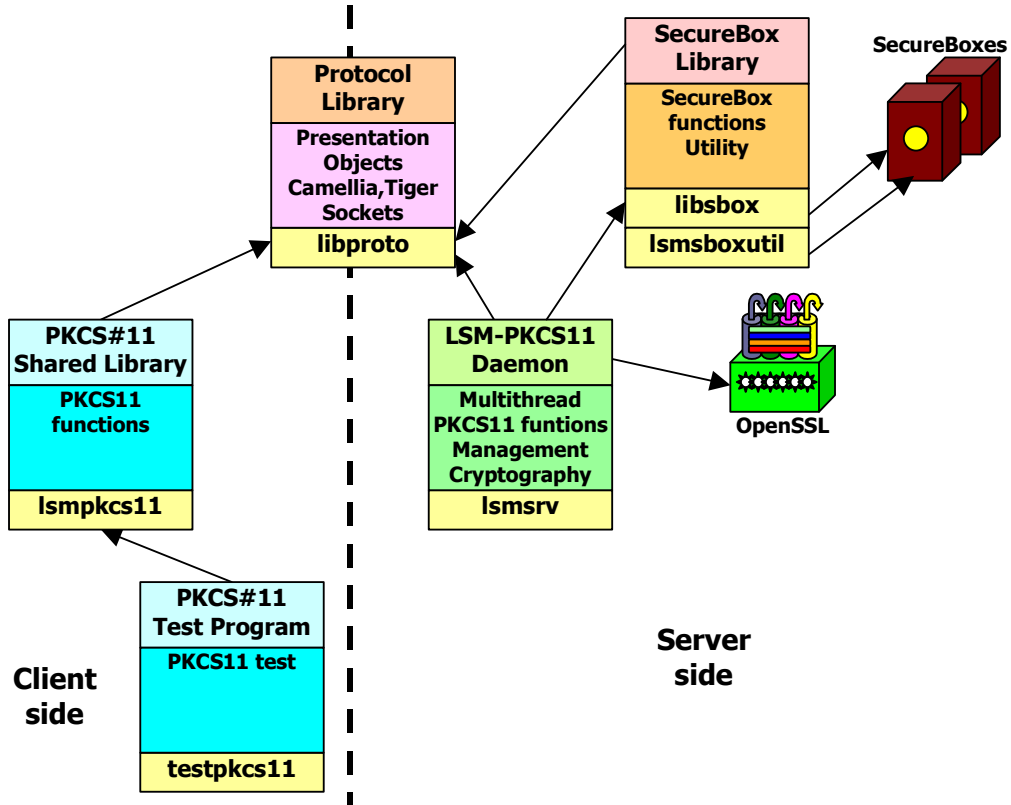 Protocol
Library
Presentation
Objects
Camellia,Tiger
Sockets
libproto
SecureBox
Library
SecureBox
functions
Utility
libsbox
lsmsboxutil
SecureBoxes
PKCS#11
Shared Library
PKCS11
functions
lsmpkcs11
LSM-PKCS11
Daemon
Multithread
PKCS11 funtions
Management
Cryptography
lsmsrv
OpenSSL
PKCS#11
Test Program
PKCS11 test
testpkcs11
Client
side
Server
side